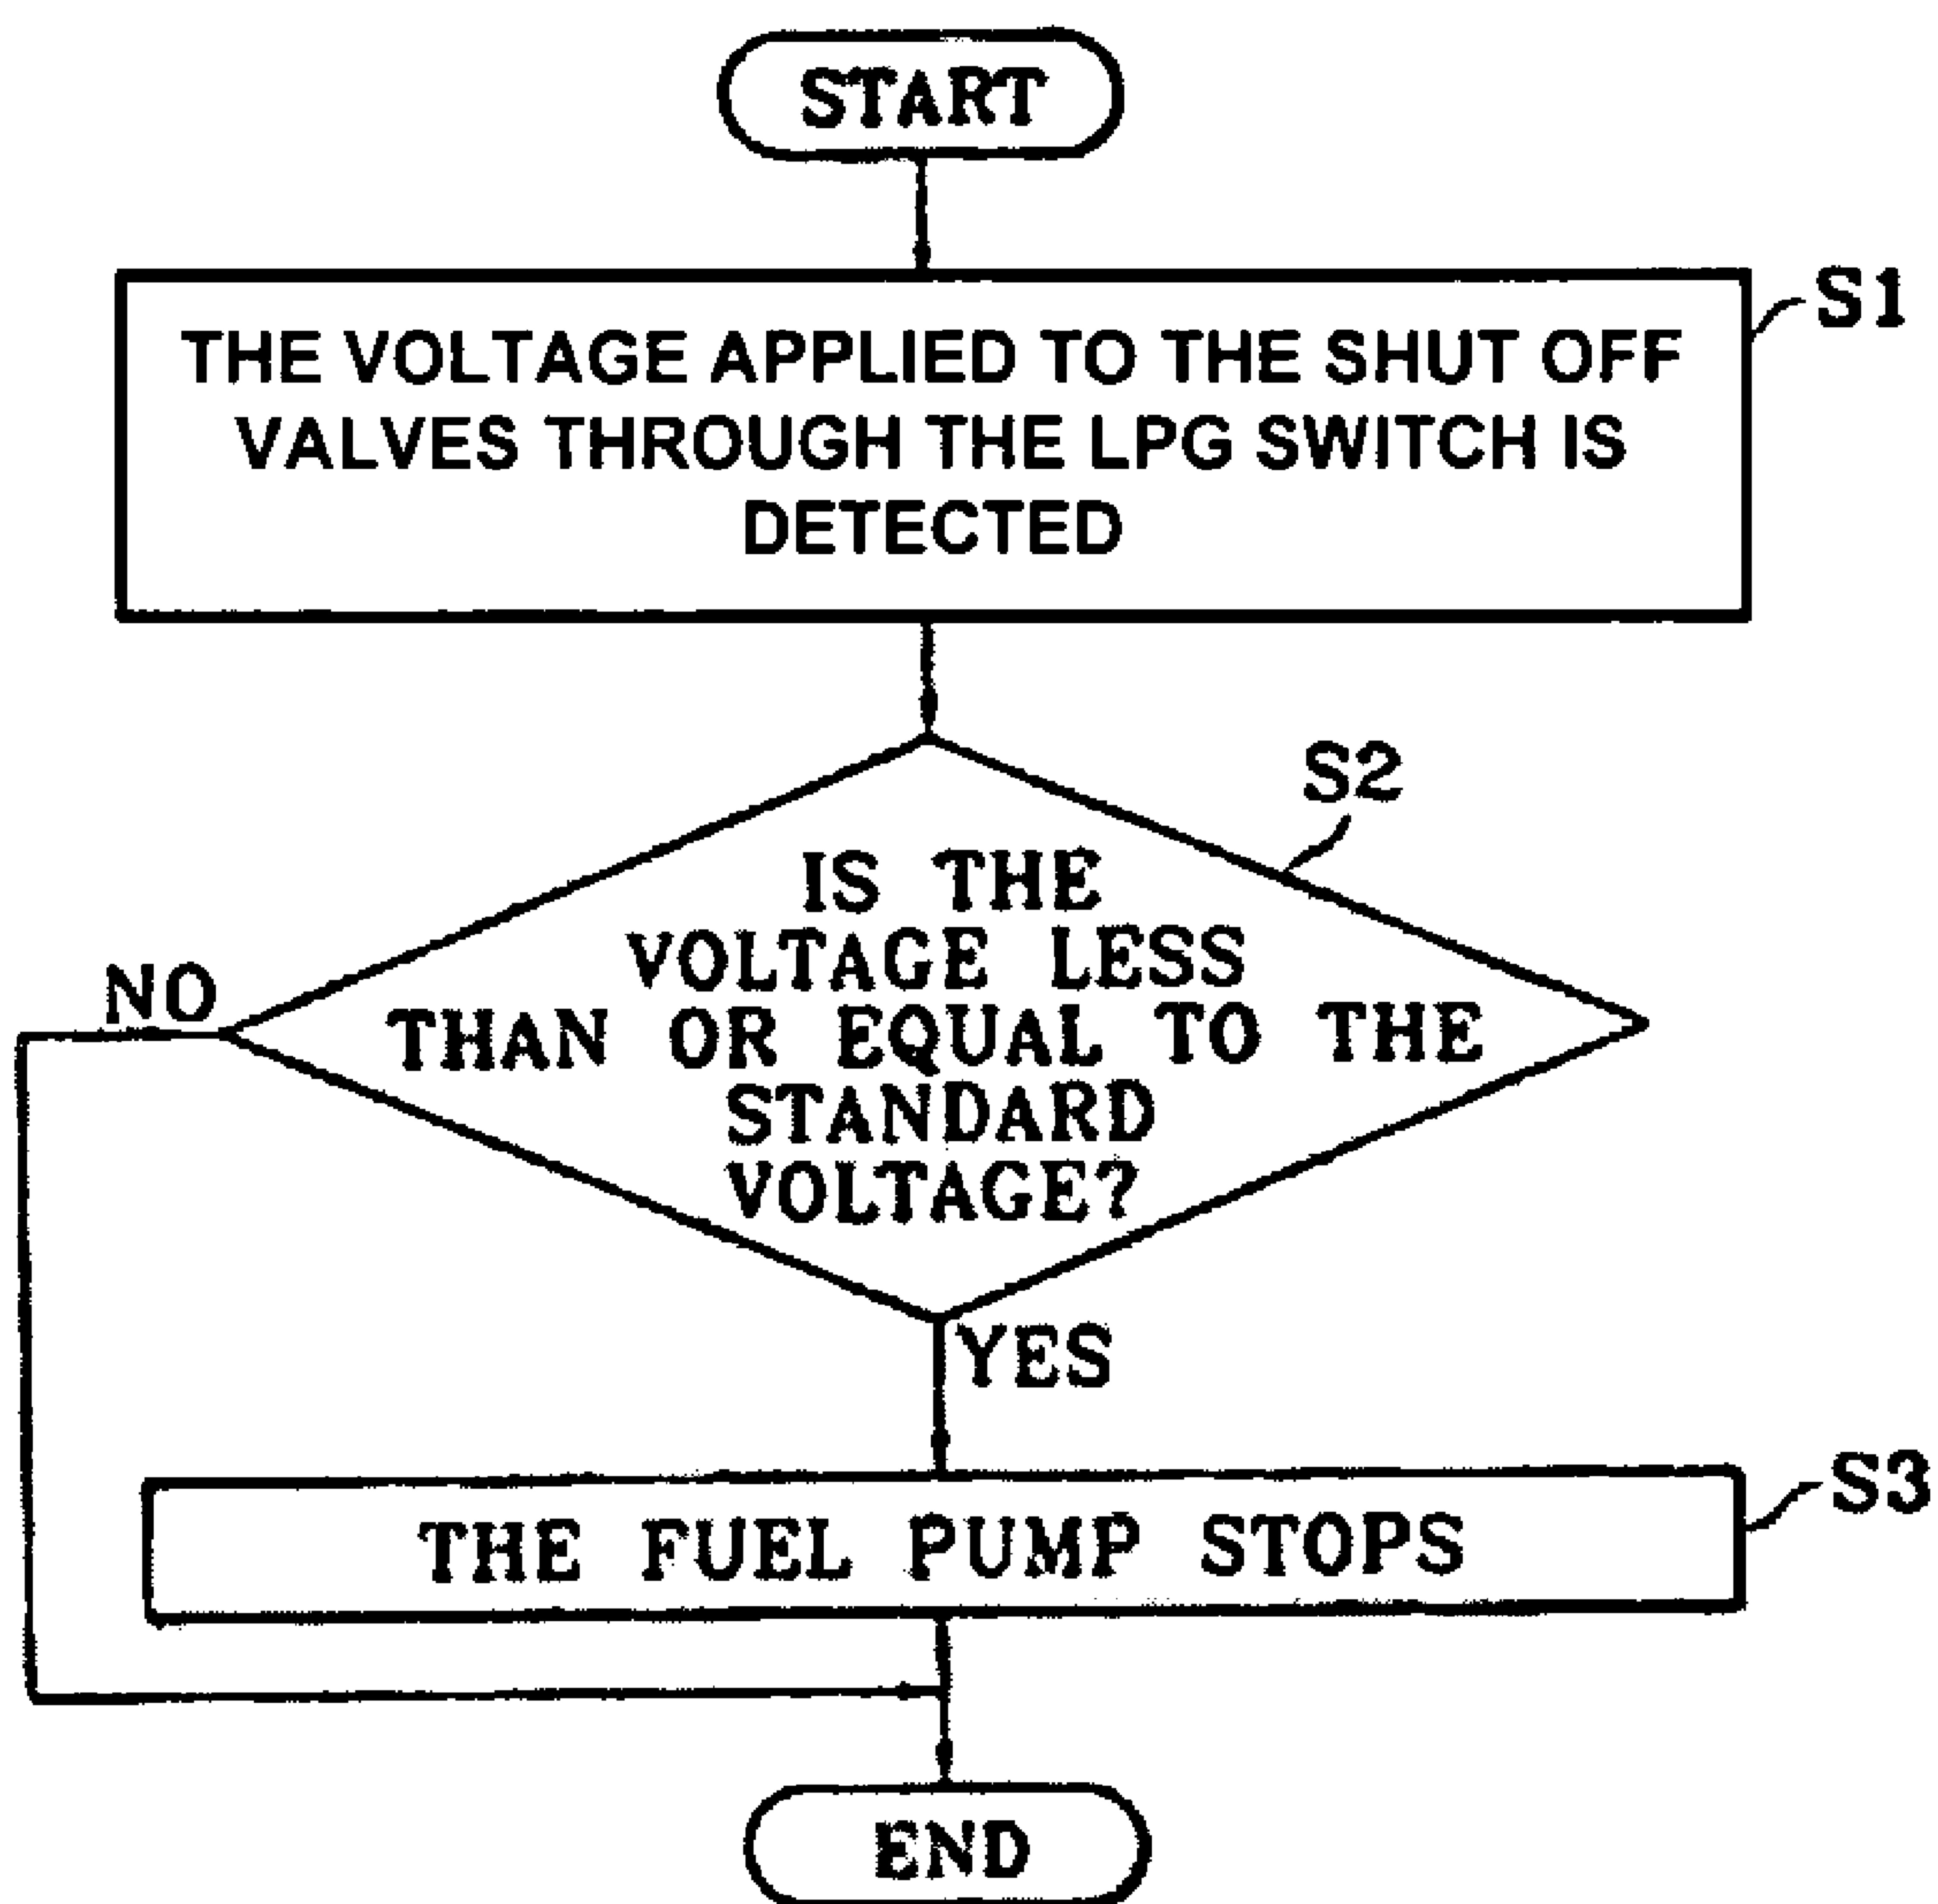 START
S1
THE VOLTAGE APPLIED TO THE SHUT OFF
VALVES THROUGH THE LPG SWITCH IS
DETECTED
S2
IS THE
VOLTAGE LESS
NO
THAN OR EQUAL TO THE
STANDARD
VOLTAGE?
YES
S3
THE FUEL PUMP STOPS
END